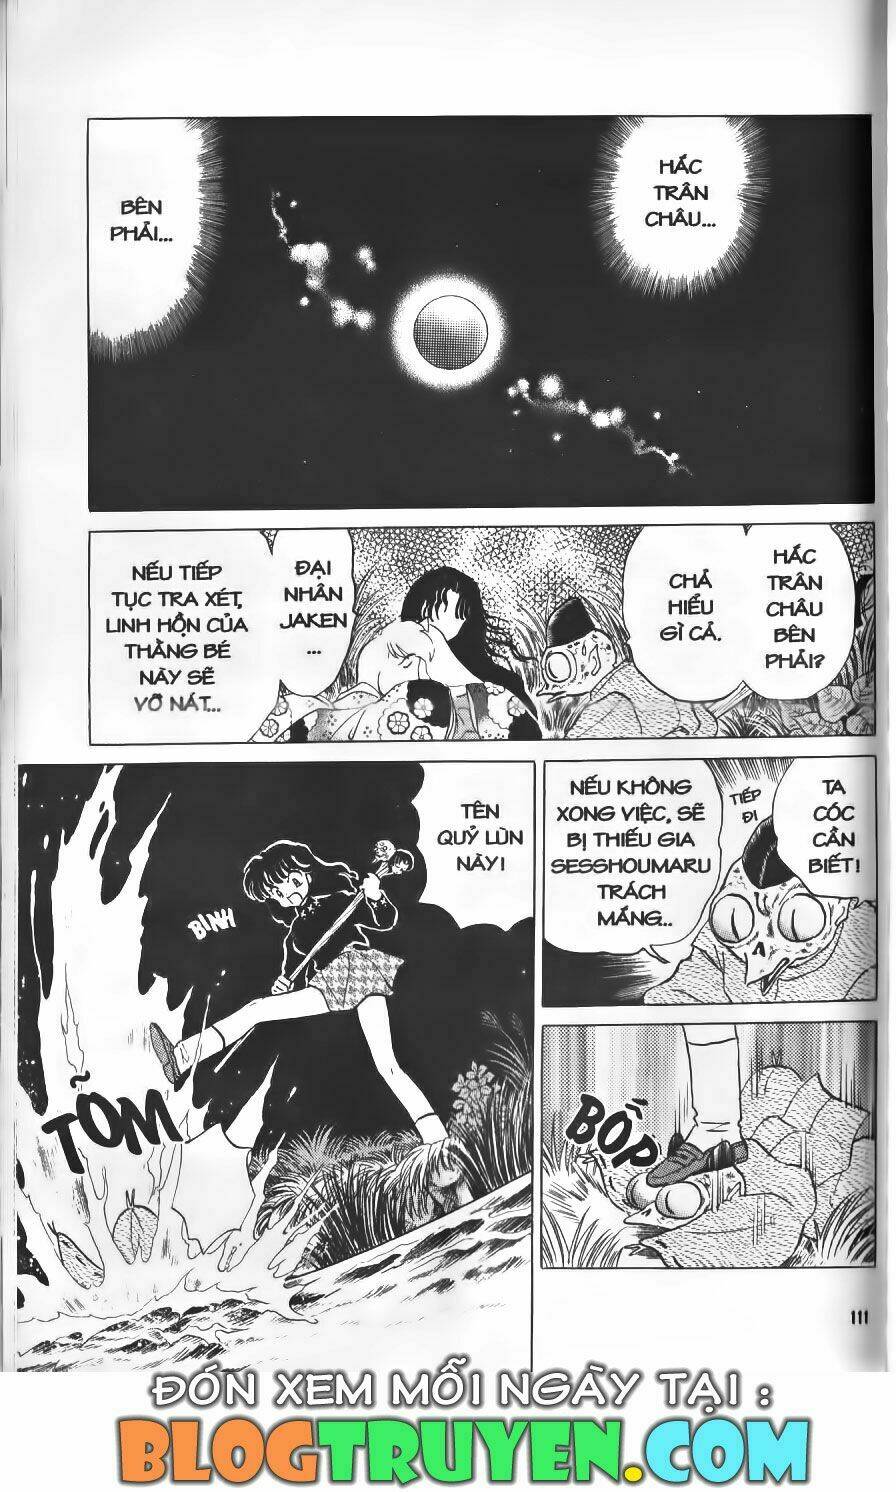 HẮC
TRÂN
CHÂU...
BÊN
PHẢI...
HẮC
TRÂN
CHÂU
BÊN
PHẢI?
CHẢ
HIỂU
GÌ CẢ.
ĐẠI
NHÂN
JAKEN
...
NẾU TIẾP
TỤC TRA XÉT,
LINH HỒN CỦA
THẰNG BÉ
NÀY SẼ
VỠ NÁT...
TA
CÓC
CẦN
BIẾT!
TIẾP
ĐI
NẾU KHÔNG
XONG VIỆC, SẼ
BỊ THIẾU GIA
SESSHOUMARU
TRÁCH
MẮNG...
BỐP
TÊN
QUỶ LÙN
NÀY!
BINH
TÕM
111
ĐÓN XEM MỖI NGÀY TẠI :
BLOGTRUYEN.COM